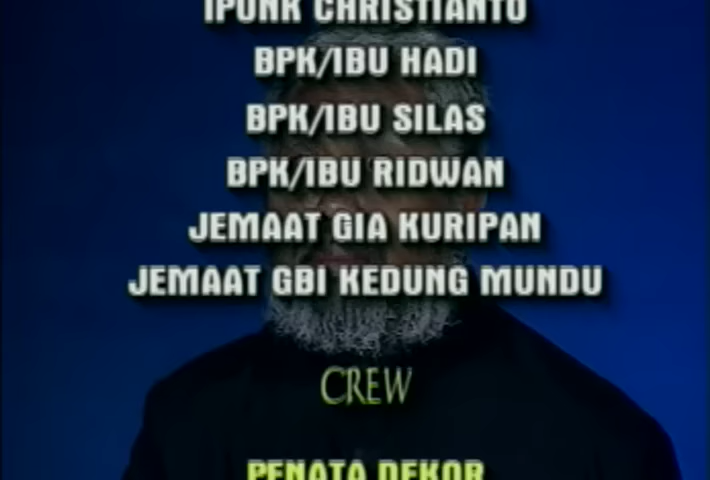 IPUNK CHRISTIANTO
BPK/IBU HADI
BPK/IBU SILAS
BPK/IBU RIDWAN
JEMAAT GIA KURIPAN
JEMAAT GBI KEDUNG MUNDU
CREW
PENATA DEKOR